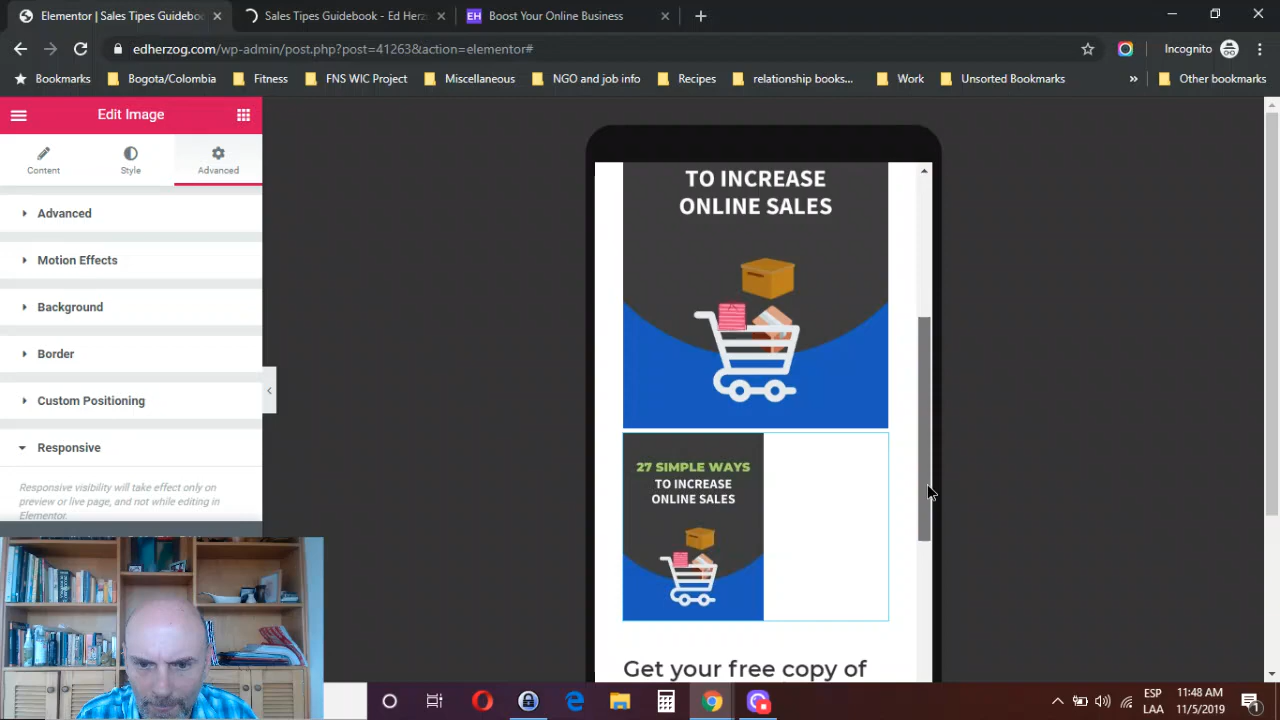 Elementor | Sales Tipes Guidebook
Sales Tipes Guidebook - Ed Herz
EH Boost Your Online Business
edherzog.com/wp-admin/post.php?post=41263&action=elementor#
Incognito
Bookmarks
Bogota/Colombia
Fitness
FNS WIC Project
Miscellaneous
NGO and job info
Recipes
relationship books...
Work
Unsorted Bookmarks
»
Other bookmarks
Edit Image
Content
Style
Advanced
Advanced
Motion Effects
Background
Border
Custom Positioning
Responsive
Responsive visibility will take effect only on
preview or live page, and not while editing in
Elementor.
TO INCREASE
ONLINE SALES
27 SIMPLE WAYS
TO INCREASE
ONLINE SALES
Get your free copy of
ESP
LAA
11:48 AM
11/5/2019